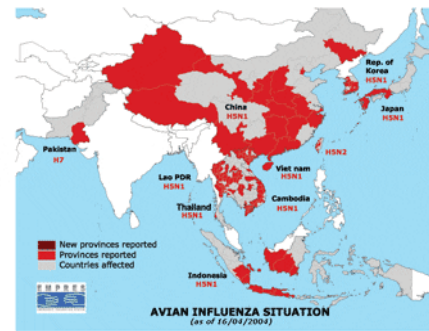 Rep. of
Korea
H5N1
China
H5N1
Japan
H5N1
Pakistan
H7
H5N2
Lao PDR
H5N1
Viet nam
H5N1
Thailand
H5N1
Cambodia
H5N1
New provinces reported
Provinces reported
Countries affected
Indonesia
H5N1
EMPRES
AVIAN INFLUENZA SITUATION
(as of 16/04/2004)